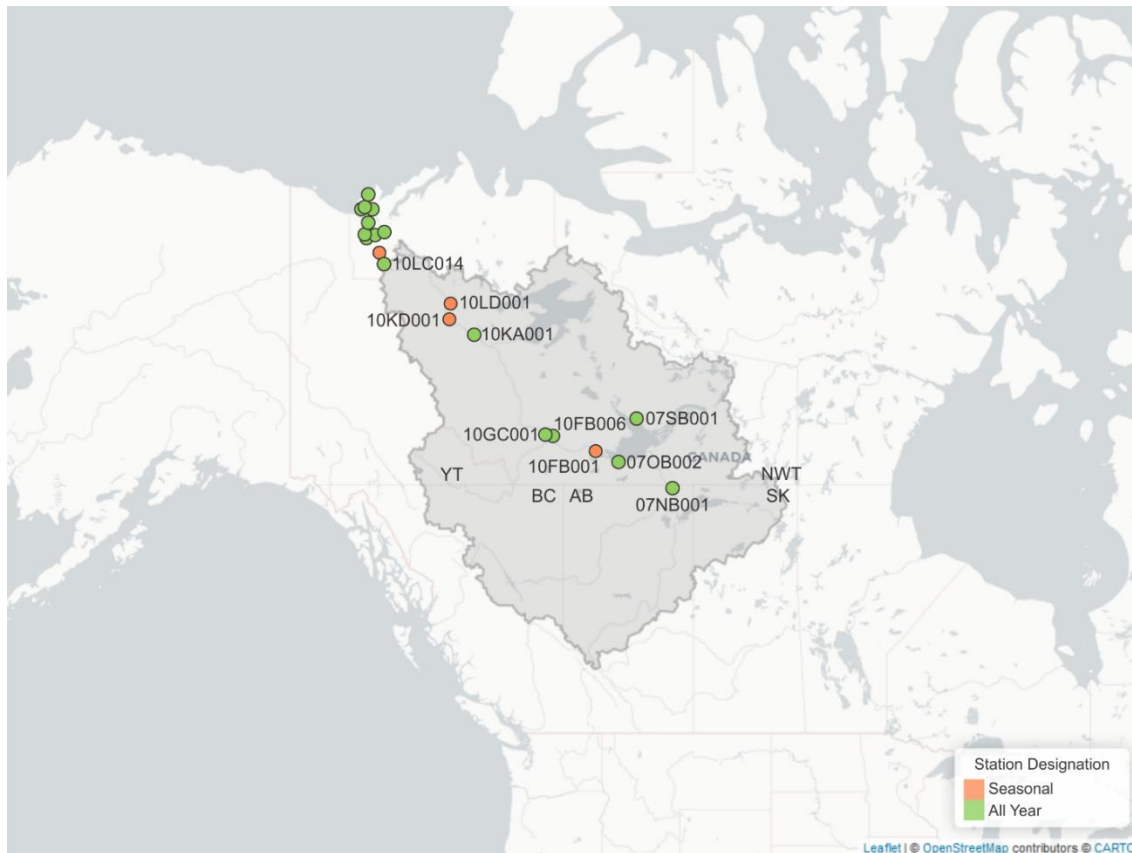 10LC014
10LD001
10KD001
10KA001
07SB001
10FB006
10GC001
10FB001
CANADA
07OB002
YT
NWT
BC
AB
SK
07NB001
Station Designation
Seasonal
All Year
Leaflet | © OpenStreetMap contributors © CARTO